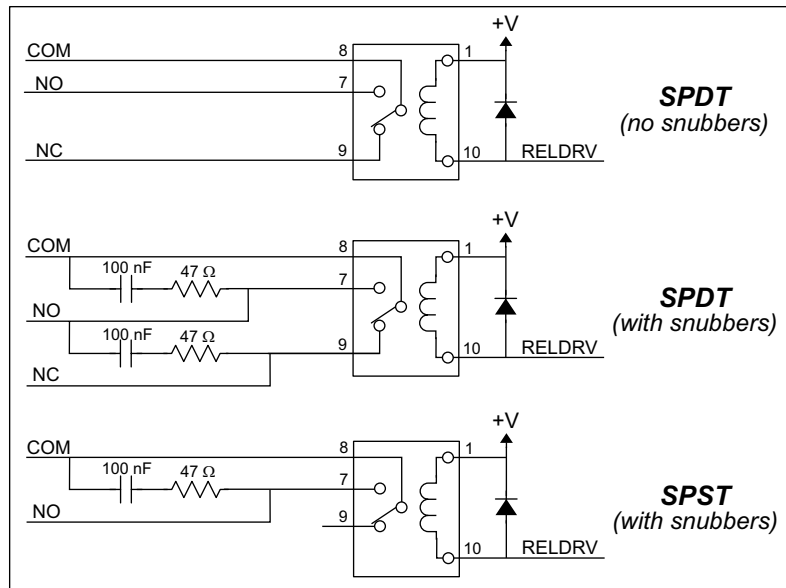 +V
COM 8 1
NO 7
SPDT
(no snubbers)
NC 9 10 RELDRV
+V
COM 8 1
100 nF 47 Ω 7
NO
SPDT
(with snubbers)
100 nF 47 Ω 9 10 RELDRV
NC
+V
COM 8 1
100 nF 47 Ω 7
SPST
(with snubbers)
NO 9
10 RELDRV